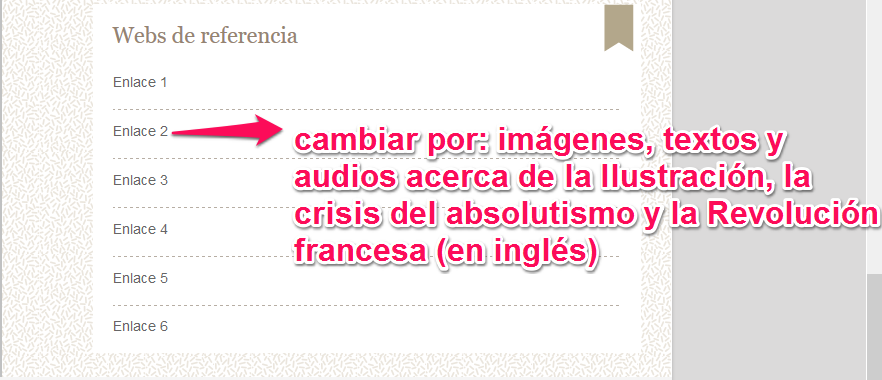 Webs de referencia
Enlace 1
Enlace 2
cambiar por: imágenes, textos y
audios acerca de la Ilustración, la
crisis del absolutismo y la Revolución
francesa (en inglés)
Enlace 3
Enlace 4
Enlace 5
Enlace 6